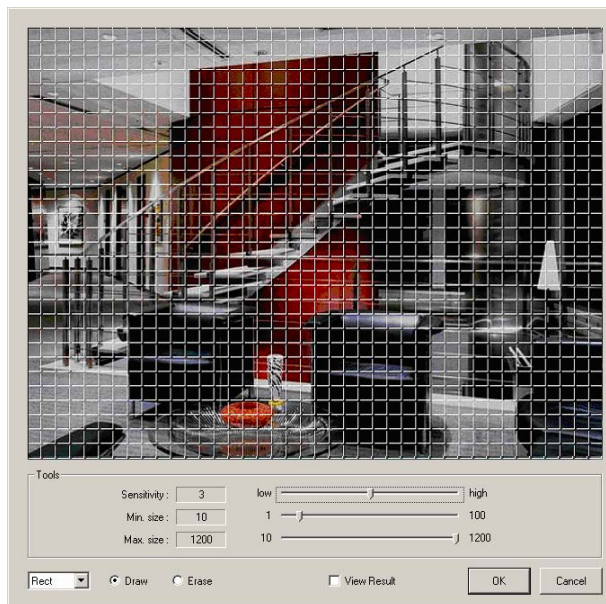 Tools
Sensitivity : 3 low high
Min. size : 10 1 100
Max. size : 1200 10 1200
Rect Draw Erase View Result OK Cancel